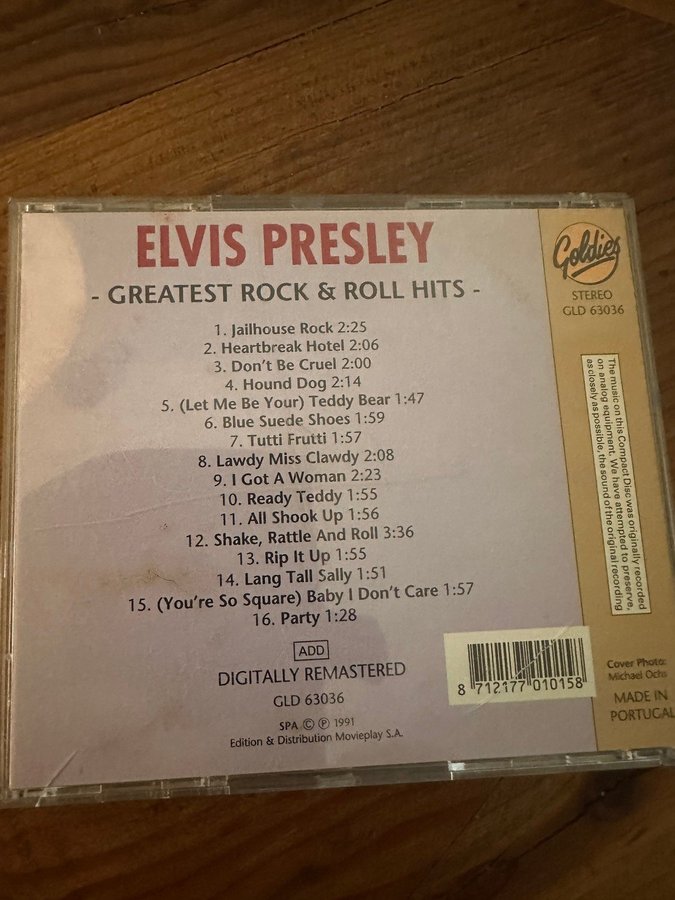 ELVIS PRESLEY
- GREATEST ROCK & ROLL HITS -
1. Jailhouse Rock 2:25
2. Heartbreak Hotel 2:06
3. Don't Be Cruel 2:00
4. Hound Dog 2:14
5. (Let Me Be Your) Teddy Bear 1:47
6. Blue Suede Shoes 1:59
7. Tutti Frutti 1:57
8. Lawdy Miss Clawdy 2:08
9. I Got A Woman 2:23
10. Ready Teddy 1:55
11. All Shook Up 1:56
12. Shake, Rattle And Roll 3:36
13. Rip It Up 1:55
14. Lang Tall Sally 1:51
15. (You're So Square) Baby I Don't Care 1:57
16. Party 1:28
ADD
DIGITALLY REMASTERED
GLD 63036
SPA Ⓒ Ⓟ 1991
Edition & Distribution Movieplay S.A.
Goldies
STEREO
GLD 63036
The music on this Compact Disc was originally recorded
on analog equipment. We have attempted to preserve,
as closely as possible, the sound of the original recording
8 712177 010158
Cover Photo:
Michael Ochs
MADE IN
PORTUGAL